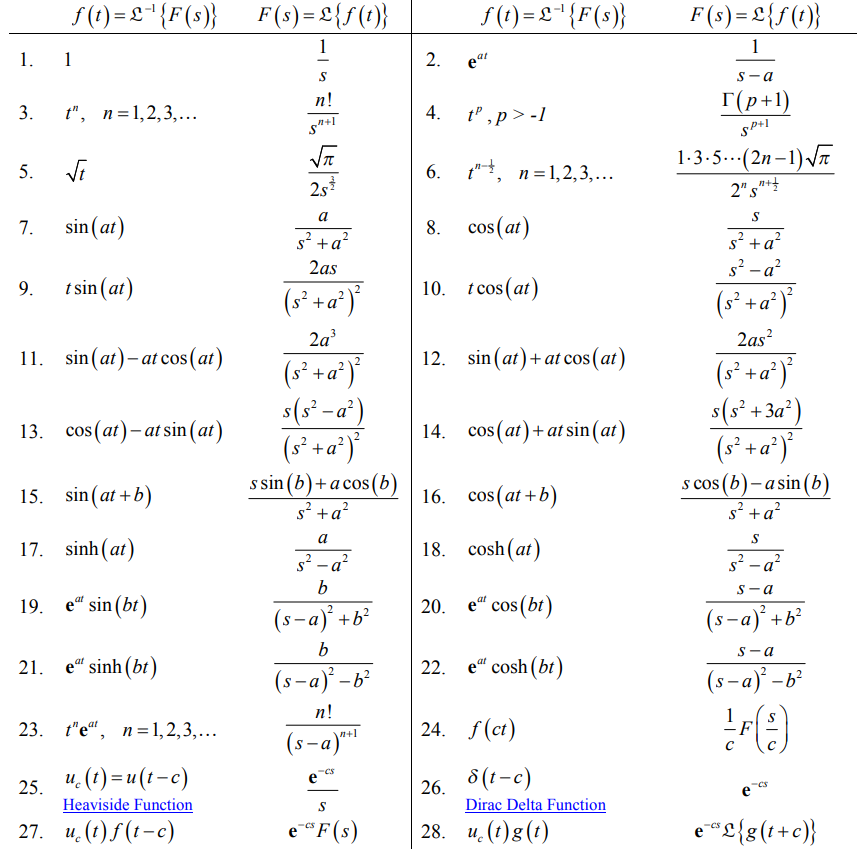 f(t) = 𝔏⁻¹{F(s)} F(s) = 𝔏{f(t)} f(t) = 𝔏⁻¹{F(s)} F(s) = 𝔏{f(t)}
1. 1 1/s 2. e^(at) 1/(s−a)
3. tⁿ, n = 1,2,3,… n!/s^(n+1) 4. t^p, p > -1 Γ(p+1)/s^(p+1)
5. √t √π/(2s^(3/2)) 6. t^(n−1/2), n = 1,2,3,… 1·3·5⋯(2n−1)√π/(2ⁿs^(n+1/2))
7. sin(at) a/(s²+a²) 8. cos(at) s/(s²+a²)
9. t sin(at) 2as/(s²+a²)² 10. t cos(at) (s²−a²)/(s²+a²)²
11. sin(at)−at cos(at) 2a³/(s²+a²)² 12. sin(at)+at cos(at) 2as²/(s²+a²)²
13. cos(at)−at sin(at) s(s²−a²)/(s²+a²)² 14. cos(at)+at sin(at) s(s²+3a²)/(s²+a²)²
15. sin(at+b) (s sin(b)+a cos(b))/(s²+a²) 16. cos(at+b) (s cos(b)−a sin(b))/(s²+a²)
17. sinh(at) a/(s²−a²) 18. cosh(at) s/(s²−a²)
19. e^(at) sin(bt) b/((s−a)²+b²) 20. e^(at) cos(bt) (s−a)/((s−a)²+b²)
21. e^(at) sinh(bt) b/((s−a)²−b²) 22. e^(at) cosh(bt) (s−a)/((s−a)²−b²)
23. tⁿe^(at), n = 1,2,3,… n!/(s−a)^(n+1) 24. f(ct) (1/c)F(s/c)
25. u_c(t) = u(t−c) e^(−cs)/s 26. δ(t−c) e^(−cs)
Heaviside Function Dirac Delta Function
27. u_c(t)f(t−c) e^(−cs)F(s) 28. u_c(t)g(t) e^(−cs)𝔏{g(t+c)}